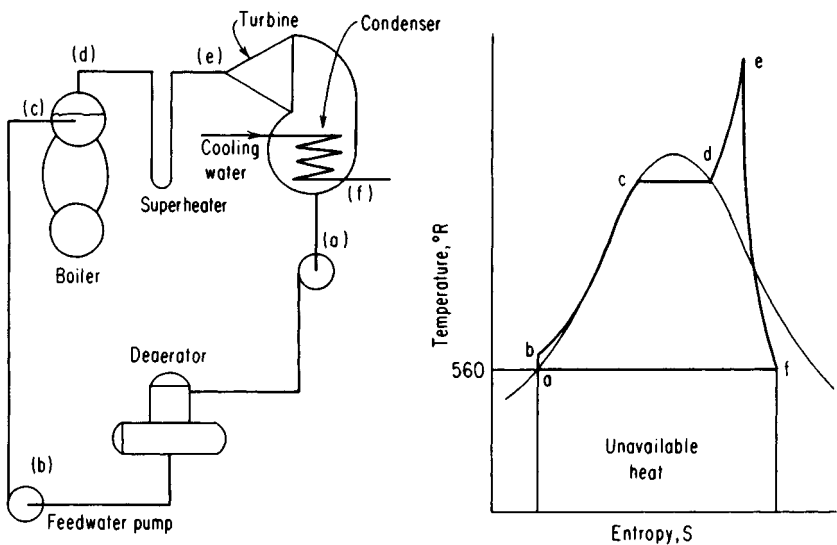 Turbine
Condenser
(d)
(e)
(c)
Cooling
water
(f)
Superheater
(a)
Boiler
Deaerator
(b)
Feedwater pump
Temperature,°R
e
d
c
b
560
a
f
Unavailable
heat
Entropy,S